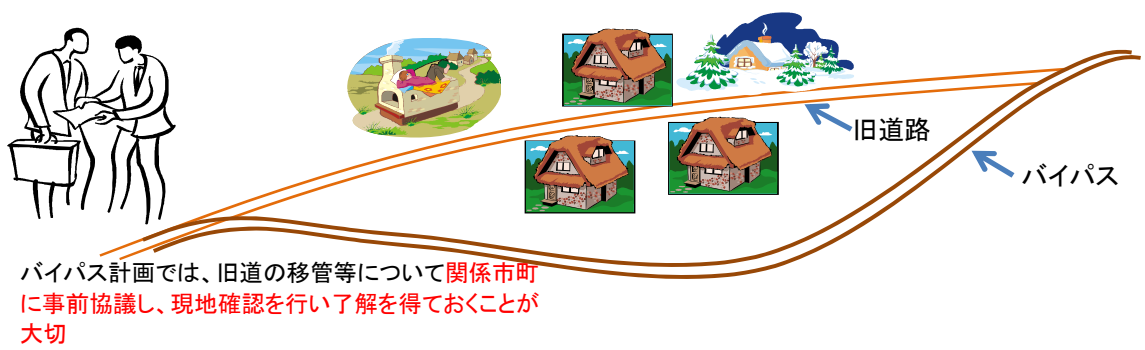 旧道路
バイパス
バイパス計画では、旧道の移管等について関係市町
に事前協議し、現地確認を行い了解を得ておくことが
大切